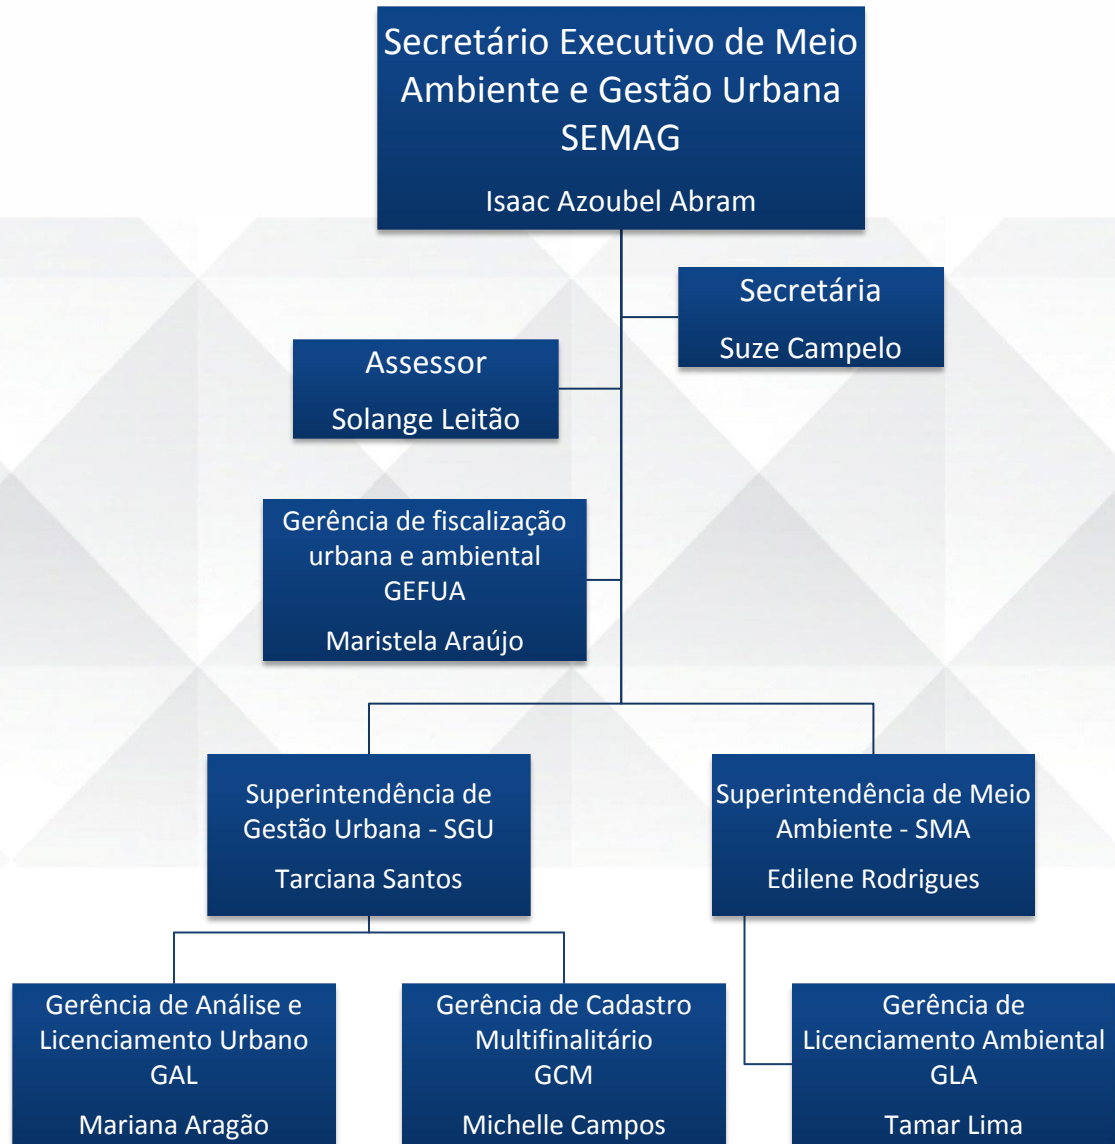 Secretário Executivo de Meio
Ambiente e Gestão Urbana
SEMAG
Isaac Azoubel Abram
Secretária
Suze Campelo
Assessor
Solange Leitão
Gerência de fiscalização
urbana e ambiental
GEFUA
Maristela Araújo
Superintendência de
Gestão Urbana - SGU
Tarciana Santos
Superintendência de Meio
Ambiente - SMA
Edilene Rodrigues
Gerência de Análise e
Licenciamento Urbano
GAL
Mariana Aragão
Gerência de Cadastro
Multifinalitário
GCM
Michelle Campos
Gerência de
Licenciamento Ambiental
GLA
Tamar Lima